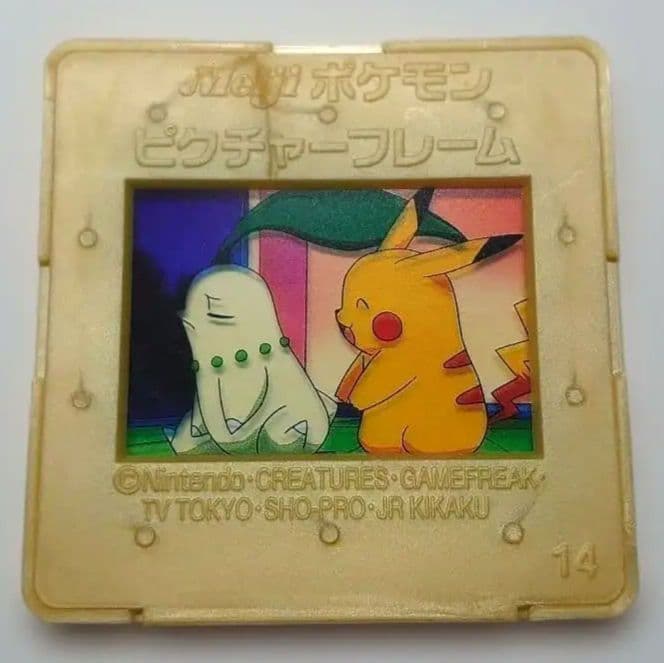 Meiji ポケモン
ピクチャーフレーム
©Nintendo・CREATURES・GAMEFREAK・
TV TOKYO・SHO-PRO・JR KIKAKU
14